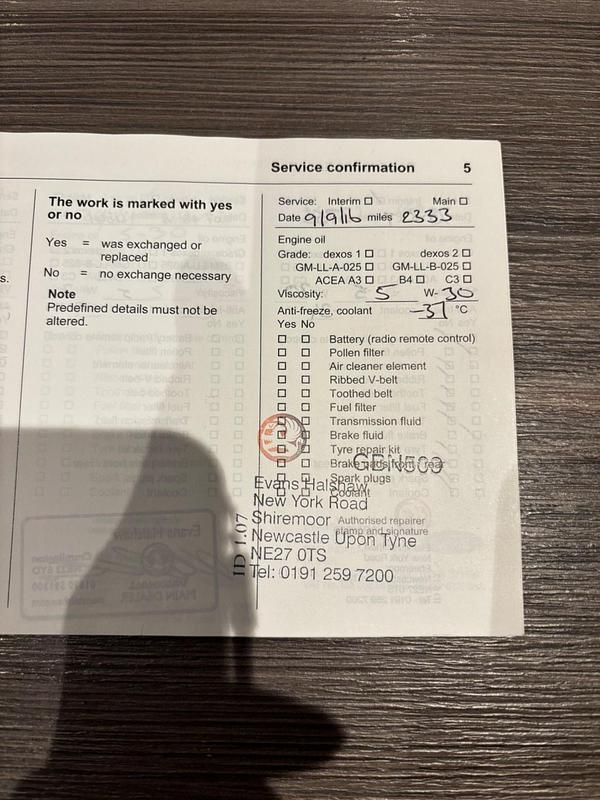 Service confirmation 5
The work is marked with yes
or no
Yes = was exchanged or
replaced
No = no exchange necessary
Note
Predefined details must not be
altered.
s.
Service: Interim ☐ Main ☐
Date 9/9/16 miles 2333
Engine oil
Grade: dexos 1 ☐ dexos 2 ☐
GM-LL-A-025 ☐ GM-LL-B-025 ☐
ACEA A3 ☐ B4 ☐ C3 ☐
Viscosity: 5 W- 30
Anti-freeze, coolant -37 °C
Yes No
☐ ☐ Battery (radio remote control)
☐ ☐ Pollen filter
☐ ☐ Air cleaner element
☐ ☐ Ribbed V-belt
☐ ☐ Toothed belt
☐ ☐ Fuel filter
☐ ☐ Transmission fluid
☐ ☐ Brake fluid
☐ ☐ Tyre repair kit
☐ ☐ Brake pads front/rear
☐ ☐ Spark plugs
☐ ☐ Coolant
Authorised repairer
stamp and signature
Evans Halshaw
New York Road
Shiremoor
Newcastle Upon Tyne
NE27 0TS
Tel: 0191 259 7200
ID 1.07